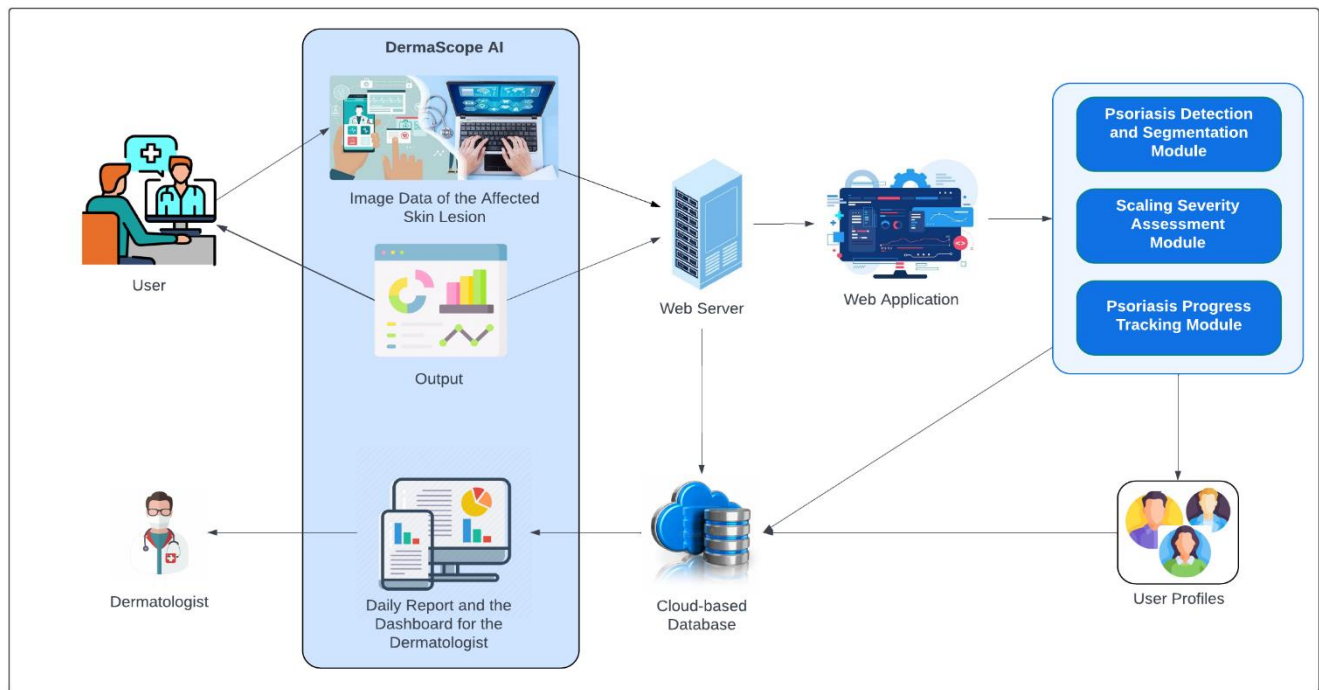 DermaScope AI
Image Data of the Affected
Skin Lesion
User
Output
Web Server
Web Application
Psoriasis Detection
and Segmentation
Module
Scaling Severity
Assessment
Module
Psoriasis Progress
Tracking Module
Dermatologist
Daily Report and the
Dashboard for the
Dermatologist
Cloud-based
Database
User Profiles